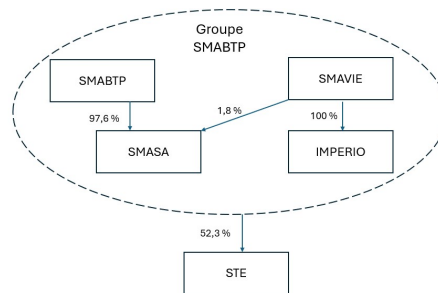 Groupe
SMABTP
SMABTP
SMAVIE
97,6 %
1,8 %
100 %
SMASA
IMPERIO
52,3 %
STE